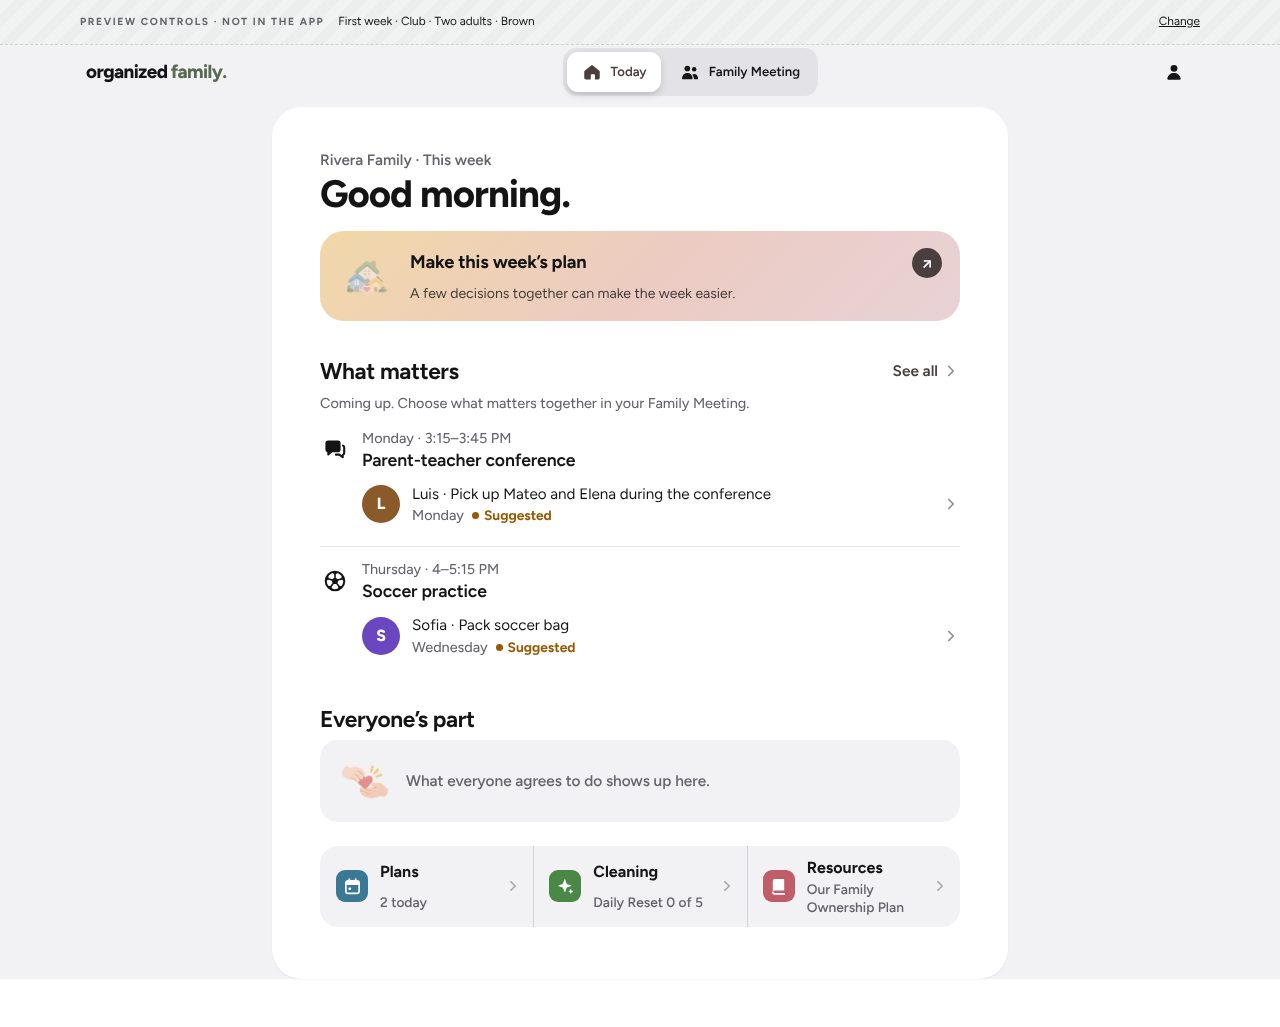 PREVIEW CONTROLS · NOT IN THE APP First week · Club · Two adults · Brown Change
organized family. Today Family Meeting
Rivera Family · This week
Good morning.
Make this week’s plan
A few decisions together can make the week easier.
What matters See all
Coming up. Choose what matters together in your Family Meeting.
Monday · 3:15–3:45 PM
Parent-teacher conference
L Luis · Pick up Mateo and Elena during the conference
Monday Suggested
Thursday · 4–5:15 PM
Soccer practice
S Sofia · Pack soccer bag
Wednesday Suggested
Everyone’s part
What everyone agrees to do shows up here.
Plans
2 today
Cleaning
Daily Reset 0 of 5
Resources
Our Family
Ownership Plan